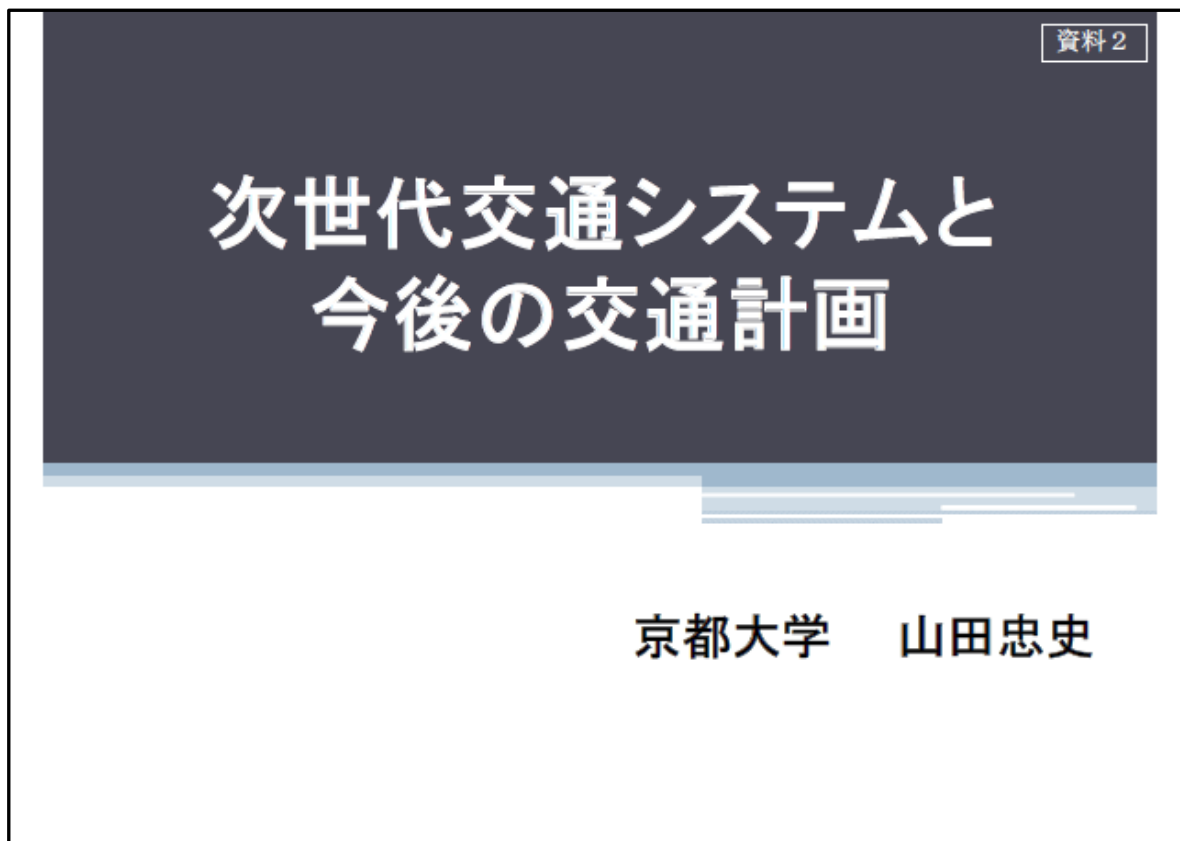 資料２
次世代交通システムと
今後の交通計画
京都大学　山田忠史